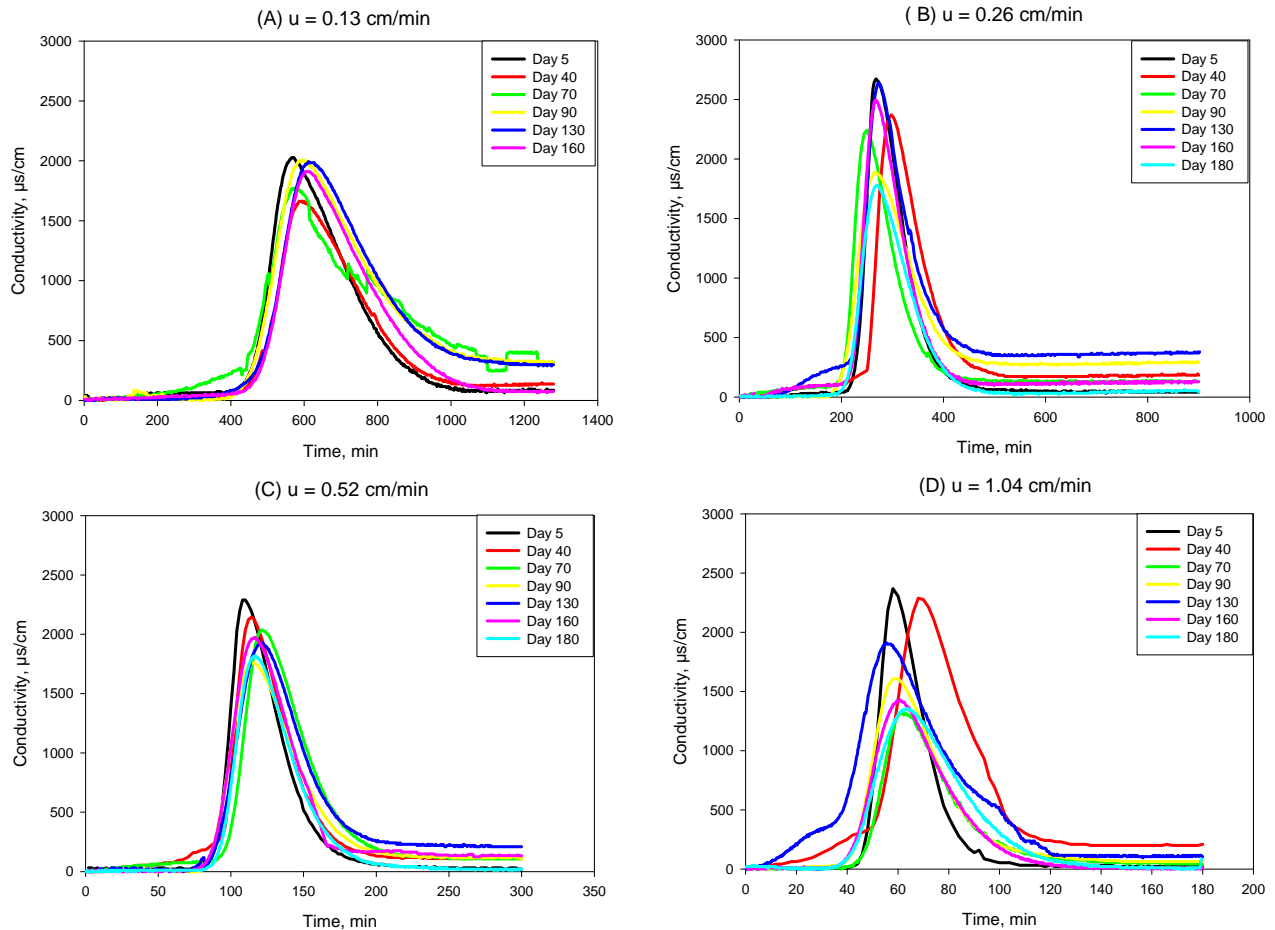 (A) u = 0.13 cm/min
Conductivity, µs/cm
3000
2500
2000
1500
1000
500
0
Day 5
Day 40
Day 70
Day 90
Day 130
Day 160
0 200 400 600 800 1000 1200 1400
Time, min
( B) u = 0.26 cm/min
Conductivity, µs/cm
3000
2500
2000
1500
1000
500
0
Day 5
Day 40
Day 70
Day 90
Day 130
Day 160
Day 180
0 200 400 600 800 1000
Time, min
(C) u = 0.52 cm/min
Conductivity, µs/cm
3000
2500
2000
1500
1000
500
0
Day 5
Day 40
Day 70
Day 90
Day 130
Day 160
Day 180
0 50 100 150 200 250 300 350
Time, min
(D) u = 1.04 cm/min
Conductivity, µs/cm
3000
2500
2000
1500
1000
500
0
Day 5
Day 40
Day 70
Day 90
Day 130
Day 160
Day 180
0 20 40 60 80 100 120 140 160 180 200
Time, min